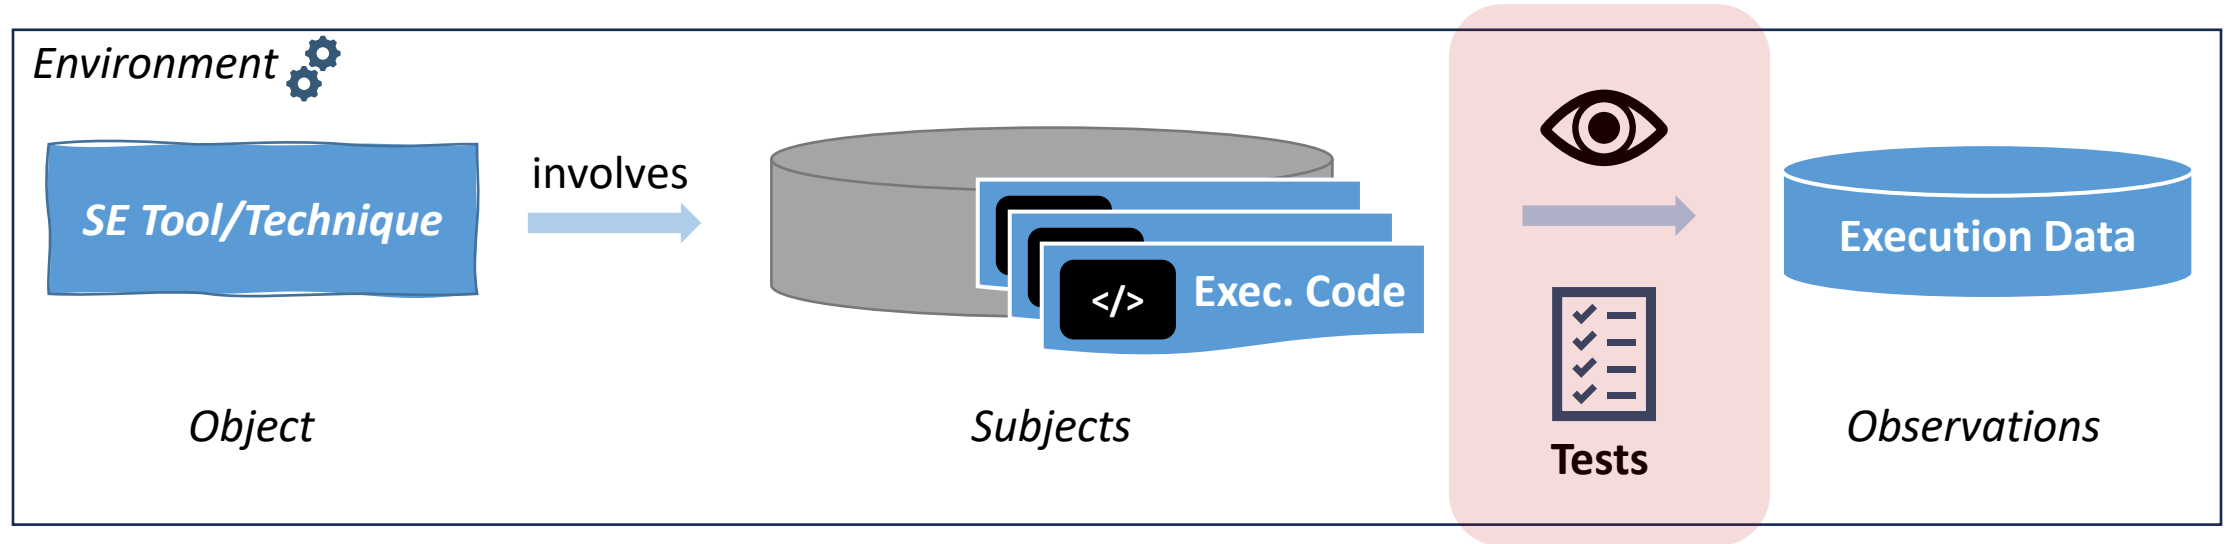 Environment
SE Tool/Technique
involves
</> Exec. Code
Execution Data
Object
Subjects
Tests
Observations